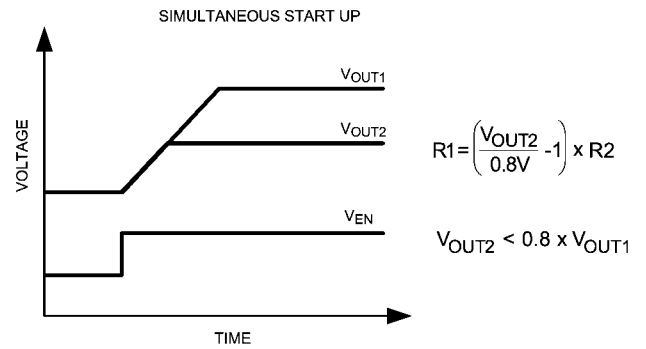 SIMULTANEOUS START UP
VOLTAGE
VOUT1
VOUT2
VEN
TIME
R1=(VOUT2/0.8V -1) x R2
VOUT2 < 0.8 x VOUT1